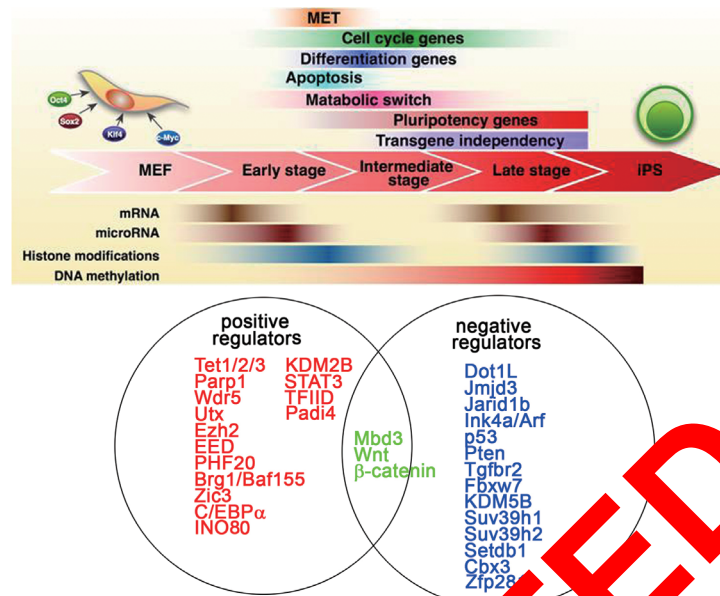 MET
Cell cycle genes
Differentiation genes
Apoptosis
Matabolic switch
Pluripotency genes
Transgene independency
Oct4
Sox2
Klf4
c-Myc
MEF
Early stage
Intermediate
stage
Late stage
iPS
mRNA
microRNA
Histone modifications
DNA methylation
positive
regulators
Tet1/2/3
Parp1
Wdr5
Utx
Ezh2
EED
PHF20
Brg1/Baf155
Zic3
C/EBPα
INO80
KDM2B
STAT3
TFIID
Padi4
Mbd3
Wnt
β-catenin
negative
regulators
Dot1L
Jmjd3
Jarid1b
Ink4a/Arf
p53
Pten
Tgfbr2
Fbxw7
KDM5B
Suv39h1
Suv39h2
Setdb1
Cbx3